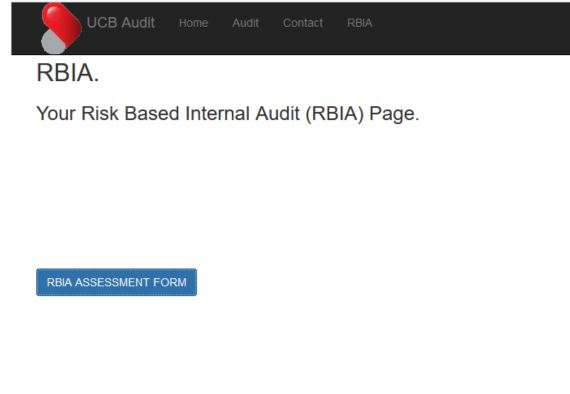 UCB Audit Home Audit Contact RBIA
RBIA.
Your Risk Based Internal Audit (RBIA) Page.
RBIA ASSESSMENT FORM